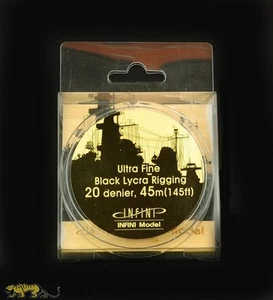 Ultra Fine
Black Lycra Rigging
20 denier, 45m(145ft)
INFINI
INFINI Model